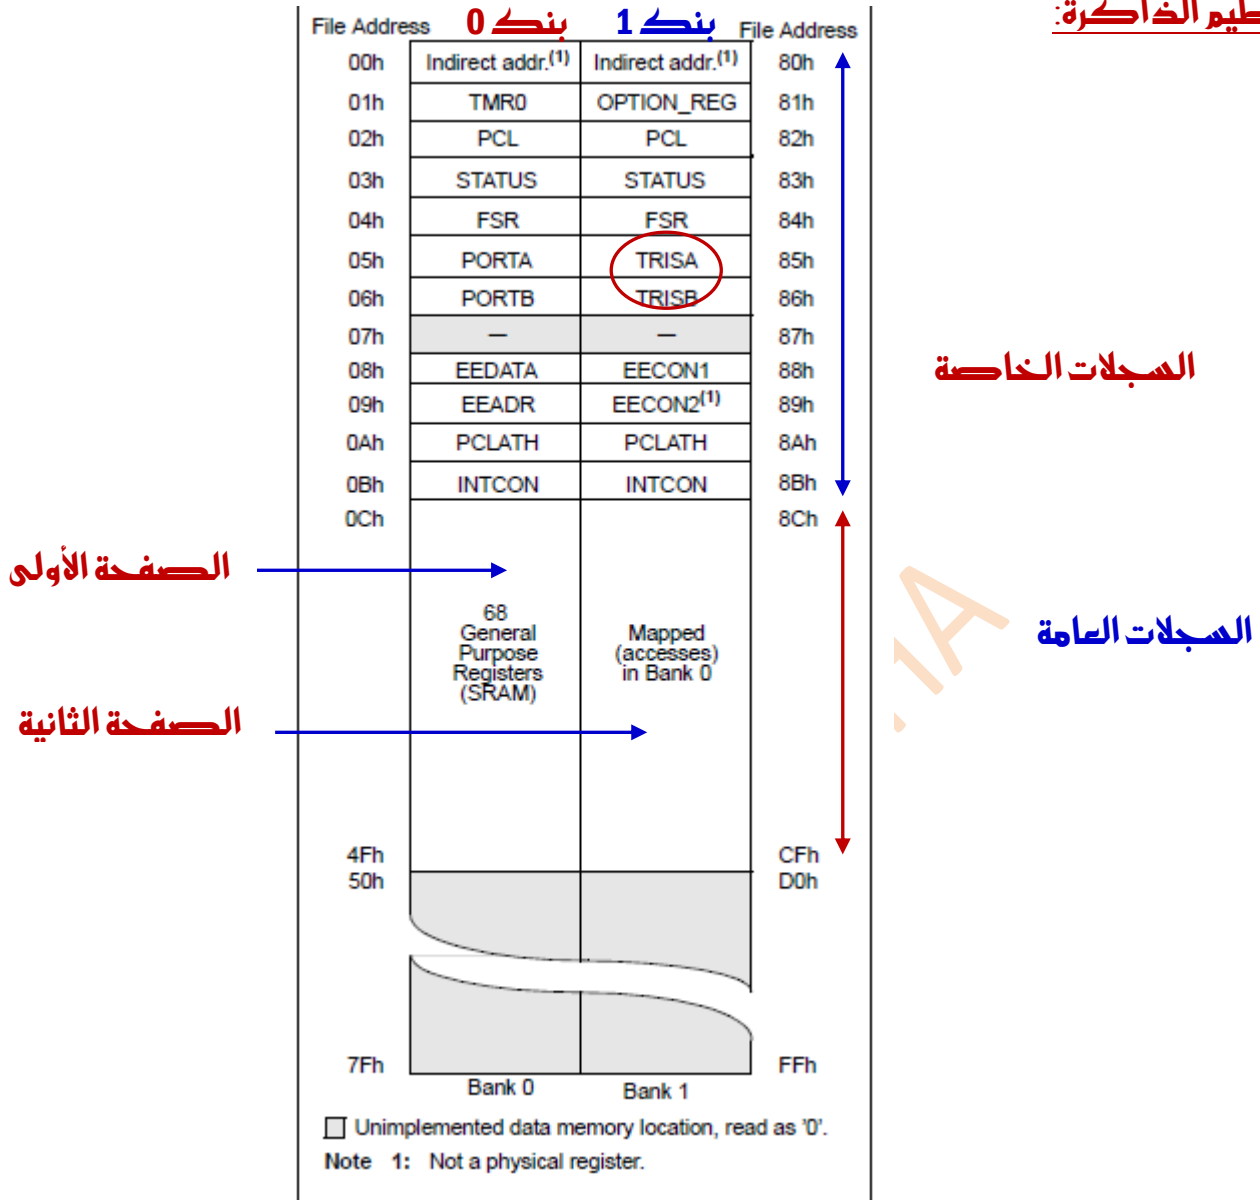 طيم الذاكرة:
File Address بنك 0 بنك 1 File Address
00h Indirect addr.(1) Indirect addr.(1) 80h
01h TMR0 OPTION_REG 81h
02h PCL PCL 82h
03h STATUS STATUS 83h
04h FSR FSR 84h
05h PORTA TRISA 85h
06h PORTB TRISB 86h
07h — — 87h
08h EEDATA EECON1 88h
09h EEADR EECON2(1) 89h
0Ah PCLATH PCLATH 8Ah
0Bh INTCON INTCON 8Bh
0Ch 8Ch
السجلات الخاصة
الصفحة الأولى
68
General
Purpose
Registers
(SRAM)
Mapped
(accesses)
in Bank 0
السجلات العامة
الصفحة الثانية
4Fh CFh
50h D0h
7Fh FFh
Bank 0 Bank 1
Unimplemented data memory location, read as '0'.
Note 1: Not a physical register.